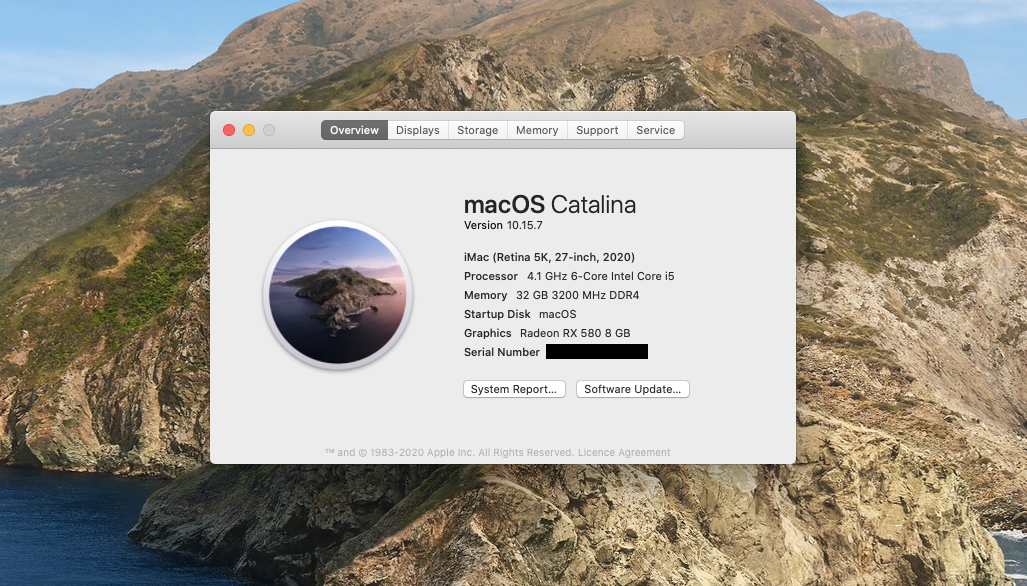 Overview Displays Storage Memory Support Service
macOS Catalina
Version 10.15.7
iMac (Retina 5K, 27-inch, 2020)
Processor 4.1 GHz 6-Core Intel Core i5
Memory 32 GB 3200 MHz DDR4
Startup Disk macOS
Graphics Radeon RX 580 8 GB
Serial Number
System Report... Software Update...
™ and © 1983-2020 Apple Inc. All Rights Reserved. Licence Agreement